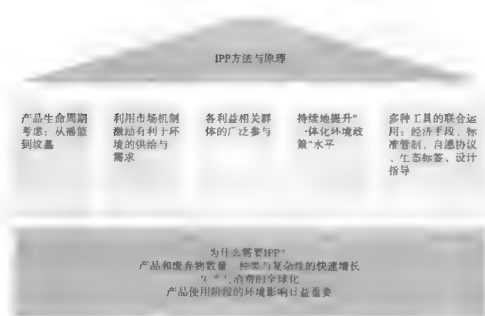 IPP方法与原理
产品生命周期
考虑：从摇篮
到坟墓
利用市场机制
激励有利于环
境的供给与
需求
各利益相关群
体的广泛参与
持续地提升"
一体化环境政
策"水平
多种工具的联合运
用：经济手段、标
准管制、自愿协议
、生态标签、设计
指导
为什么需要IPP?
产品和废弃物数量、种类与复杂性的快速增长
消费的全球化
产品使用阶段的环境影响日益重要